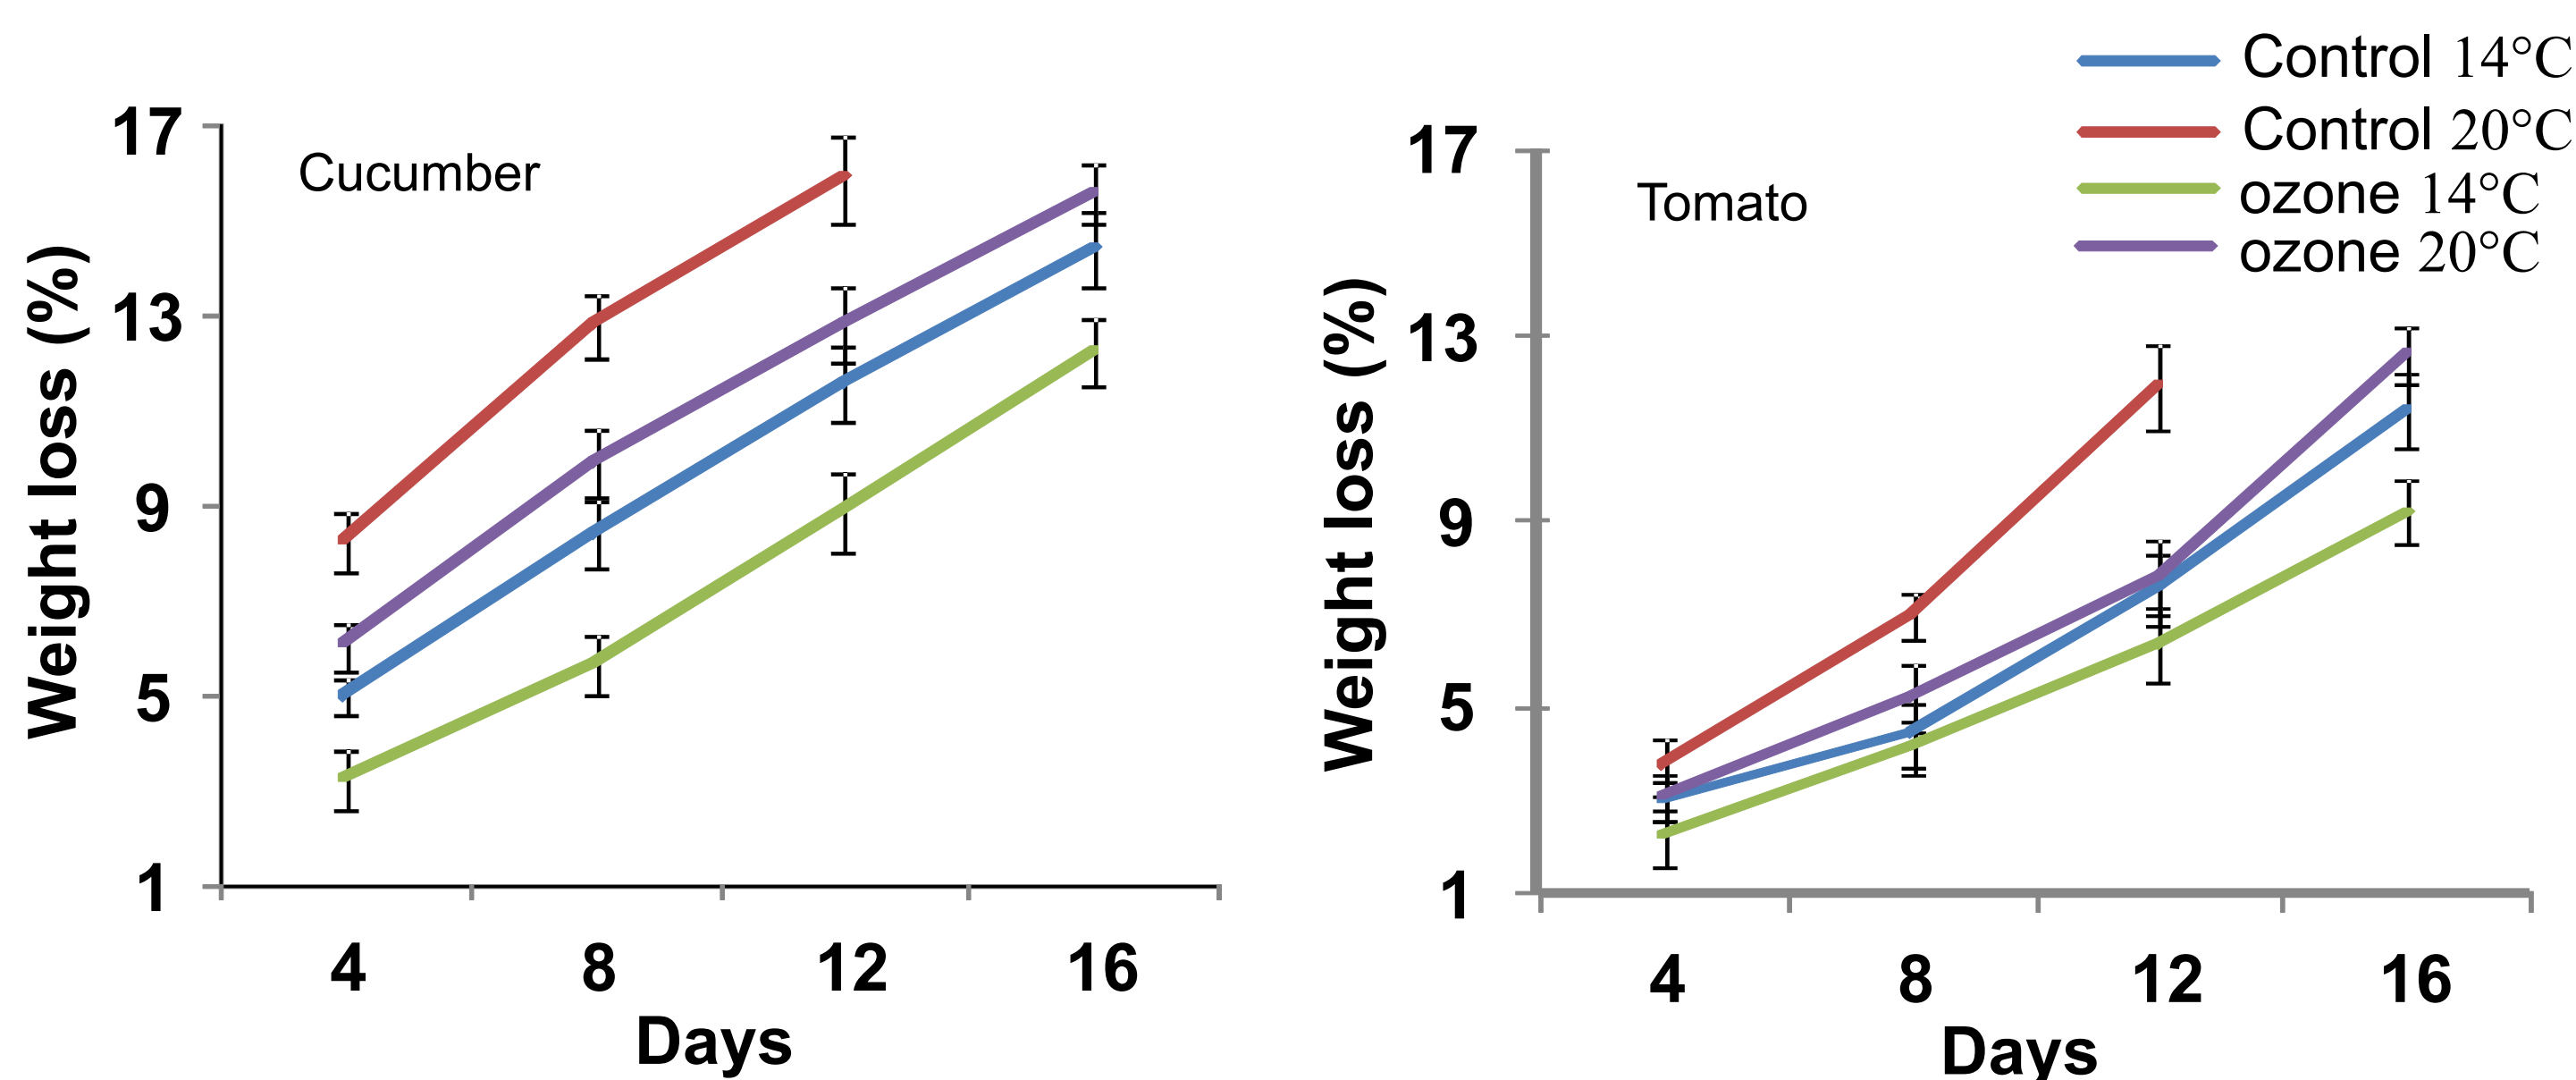 Control 14°C
Control 20°C
ozone 14°C
ozone 20°C
Cucumber
Weight loss (%)
17
13
9
5
1
4 8 12 16
Days
Tomato
Weight loss (%)
17
13
9
5
1
4 8 12 16
Days